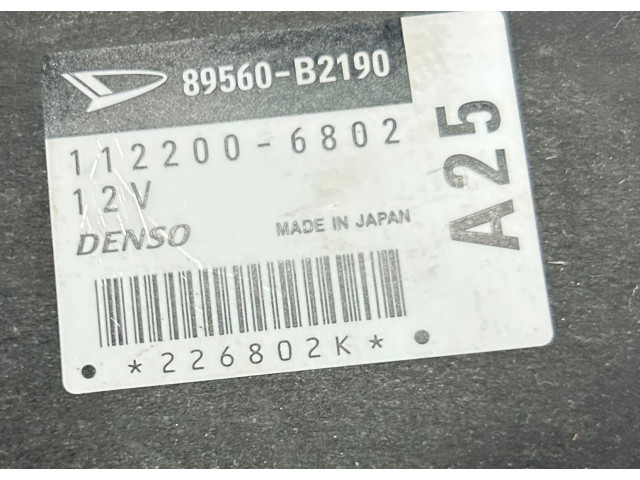 89560-B2190
112200-6802
12V
DENSO MADE IN JAPAN
*226802K*
A25